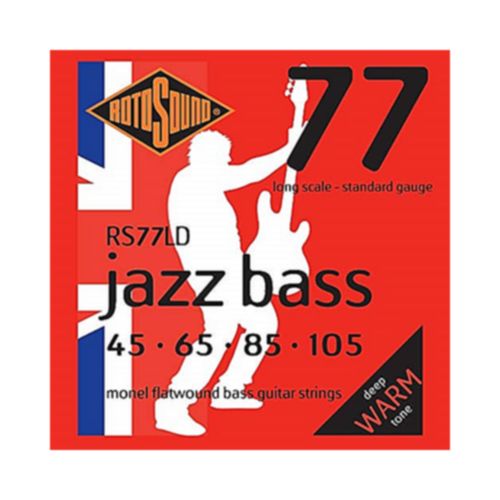 ROTOSOUND®
77
long scale - standard gauge
RS77LD
jazz bass
45 · 65 · 85 · 105
monel flatwound bass guitar strings
deep
WARM
tone